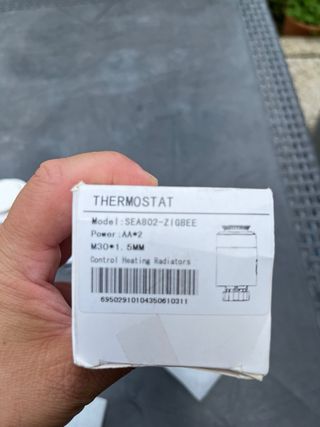 THERMOSTAT
Model:SEA802-ZIGBEE
Power:AA*2
M30*1.5MM
Control Heating Radiators
6950291010435061031​1